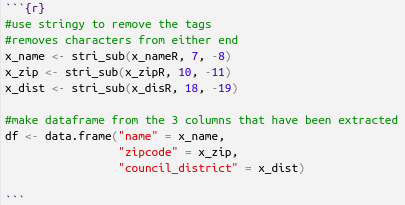 ```{r}
#use stringy to remove the tags
#removes characters from either end
x_name <- stri_sub(x_nameR, 7, -8)
x_zip <- stri_sub(x_zipR, 10, -11)
x_dist <- stri_sub(x_disR, 18, -19)
#make dataframe from the 3 columns that have been extracted
df <- data.frame("name" = x_name,
"zipcode" = x_zip,
"council_district" = x_dist)
```